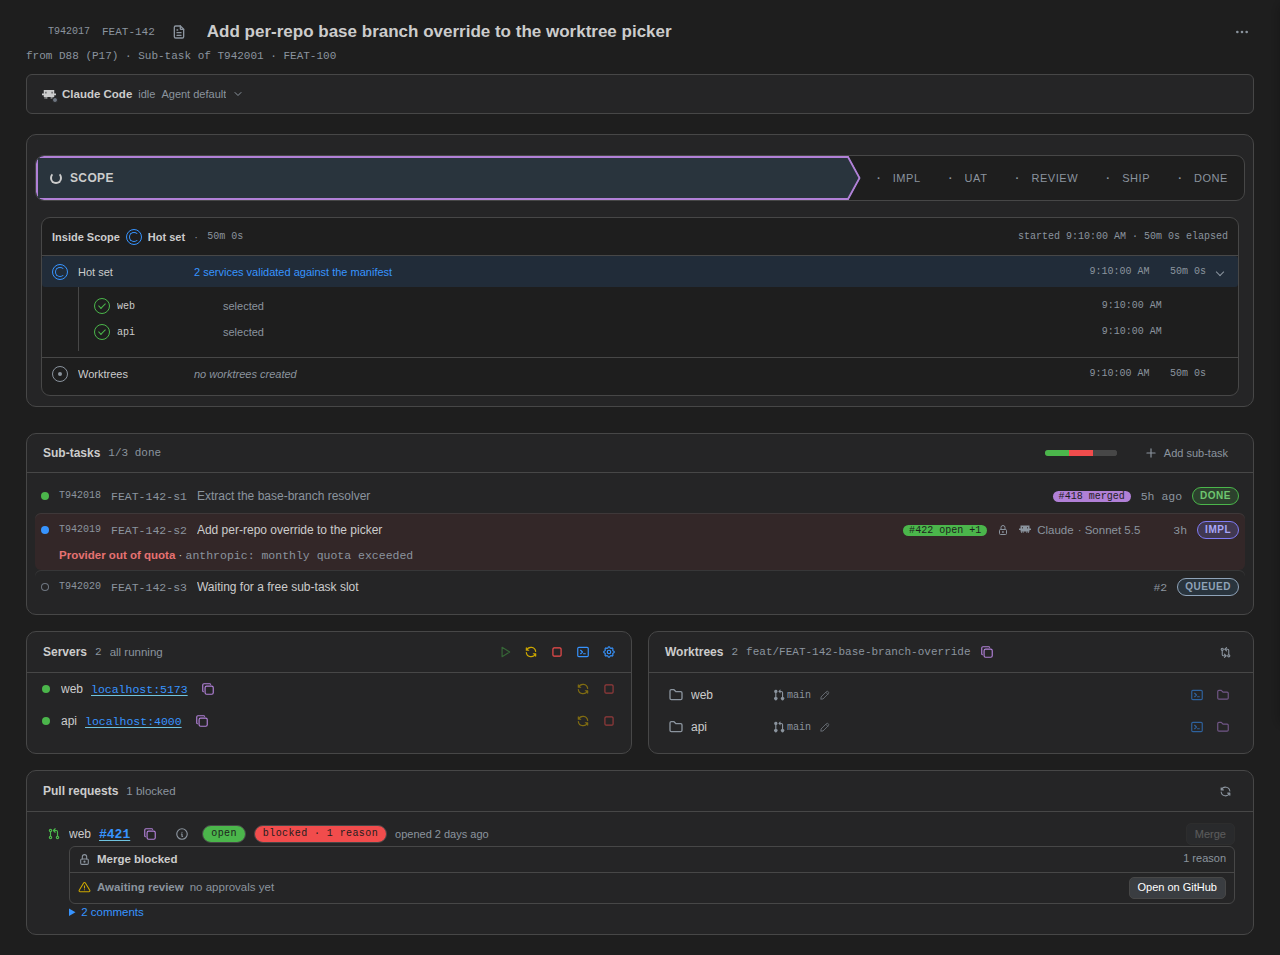 T942017 FEAT-142 Add per-repo base branch override to the worktree picker
from D88 (P17) · Sub-task of T942001 · FEAT-100
Claude Code idle Agent default
SCOPE · IMPL · UAT · REVIEW · SHIP · DONE
Inside Scope Hot set · 50m 0s started 9:10:00 AM · 50m 0s elapsed
Hot set 2 services validated against the manifest 9:10:00 AM 50m 0s
web selected 9:10:00 AM
api selected 9:10:00 AM
Worktrees no worktrees created 9:10:00 AM 50m 0s
Sub-tasks 1/3 done Add sub-task
T942018 FEAT-142-s1 Extract the base-branch resolver #418 merged 5h ago DONE
T942019 FEAT-142-s2 Add per-repo override to the picker #422 open +1 Claude · Sonnet 5.5 3h IMPL
Provider out of quota · anthropic: monthly quota exceeded
T942020 FEAT-142-s3 Waiting for a free sub-task slot #2 QUEUED
Servers 2 all running
web localhost:5173
api localhost:4000
Worktrees 2 feat/FEAT-142-base-branch-override
web main
api main
Pull requests 1 blocked
web #421 open blocked · 1 reason opened 2 days ago Merge
Merge blocked 1 reason
Awaiting review no approvals yet Open on GitHub
2 comments